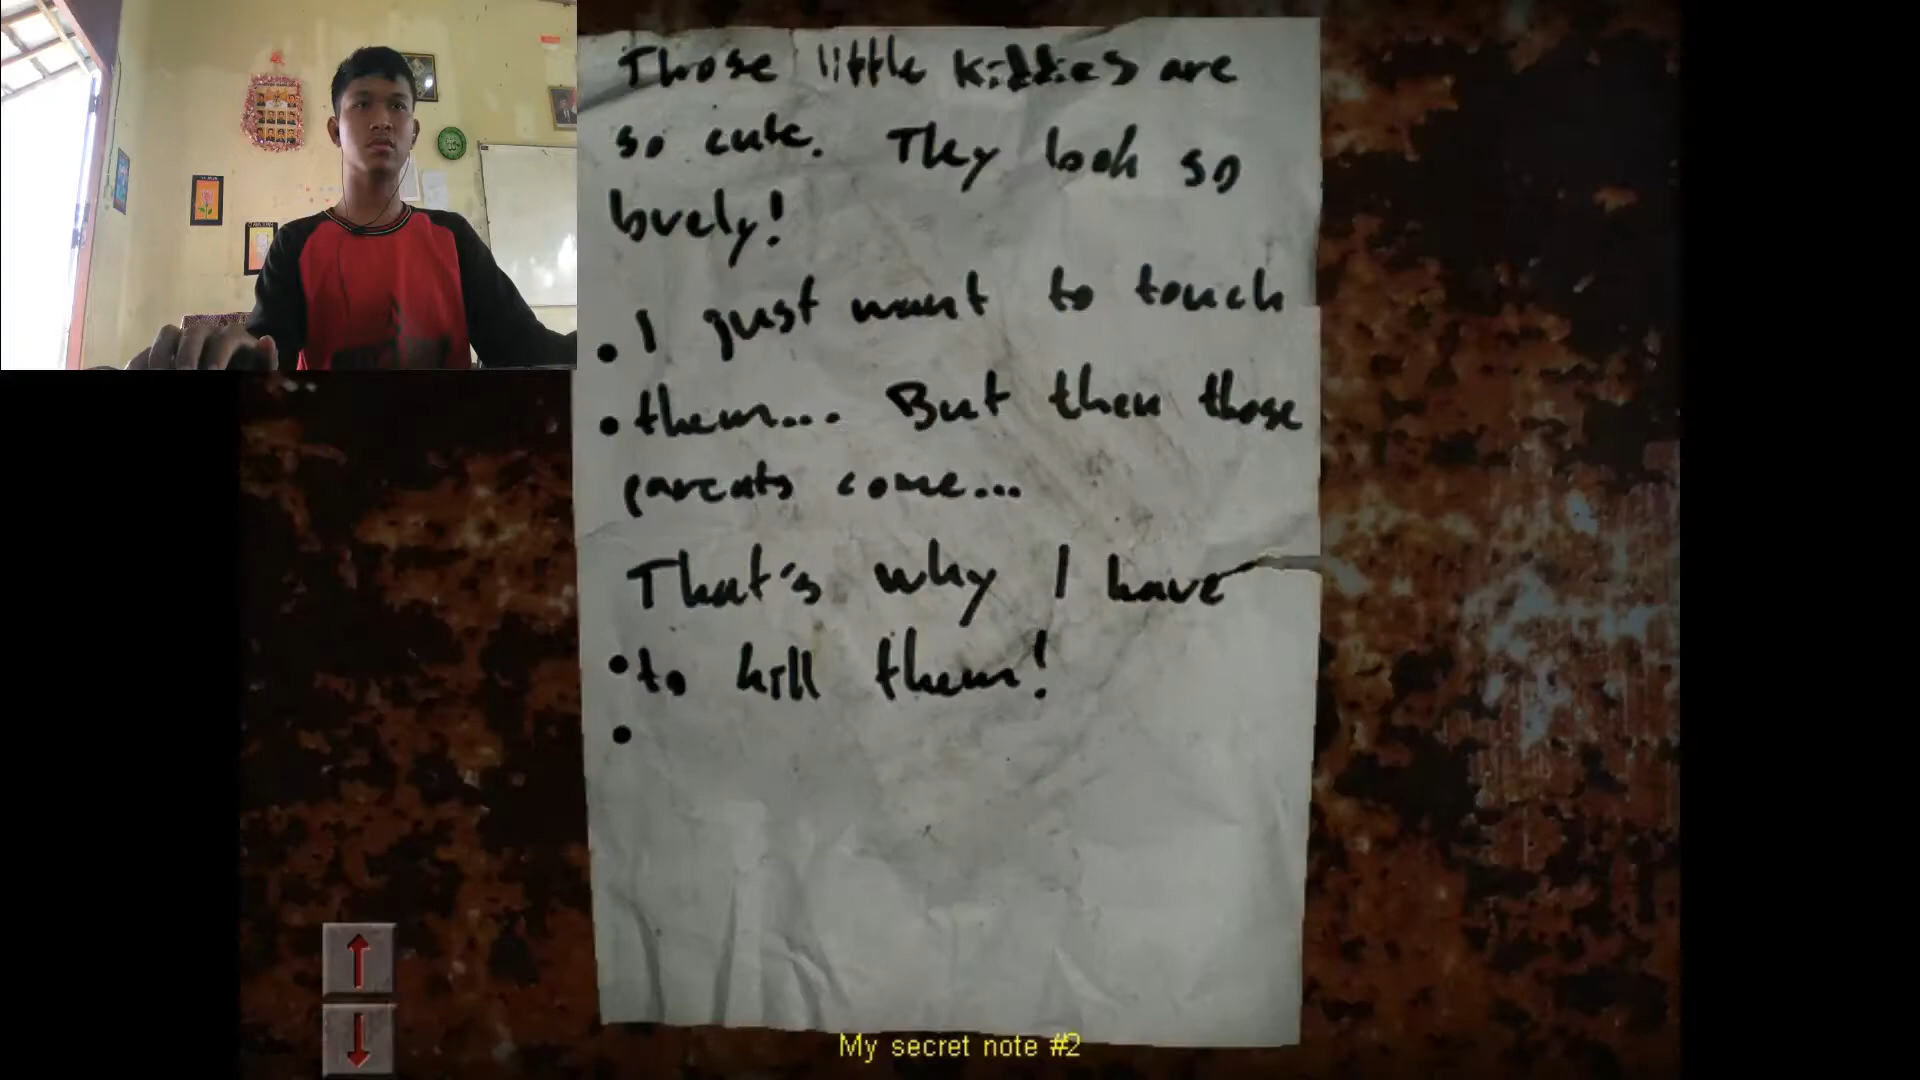 Those little kiddies are
so cute. They look so
lovely!
I just want to touch
them... But then those
parents come...
That's why I have
to kill them!
My secret note #2